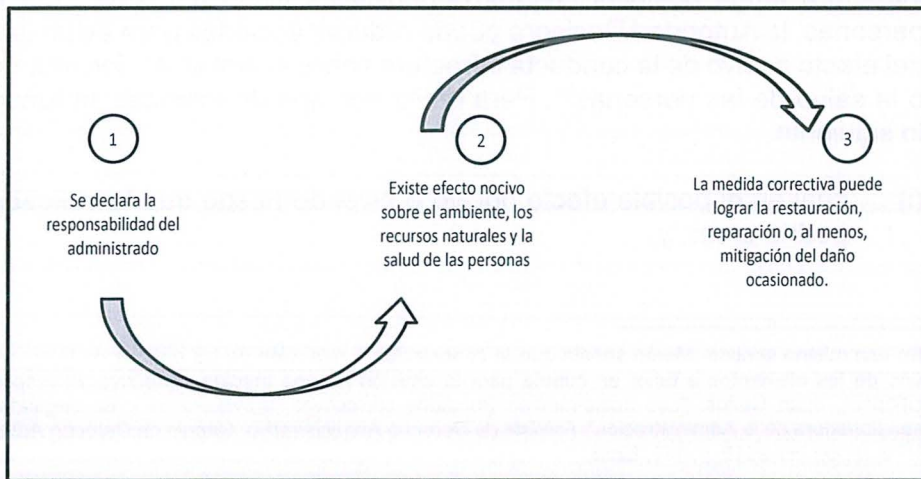 1
Se declara la
responsabilidad del
administrado
2
Existe efecto nocivo
sobre el ambiente, los
recursos naturales y la
salud de las personas
3
La medida correctiva puede
lograr la restauración,
reparación o, al menos,
mitigación del daño
ocasionado.